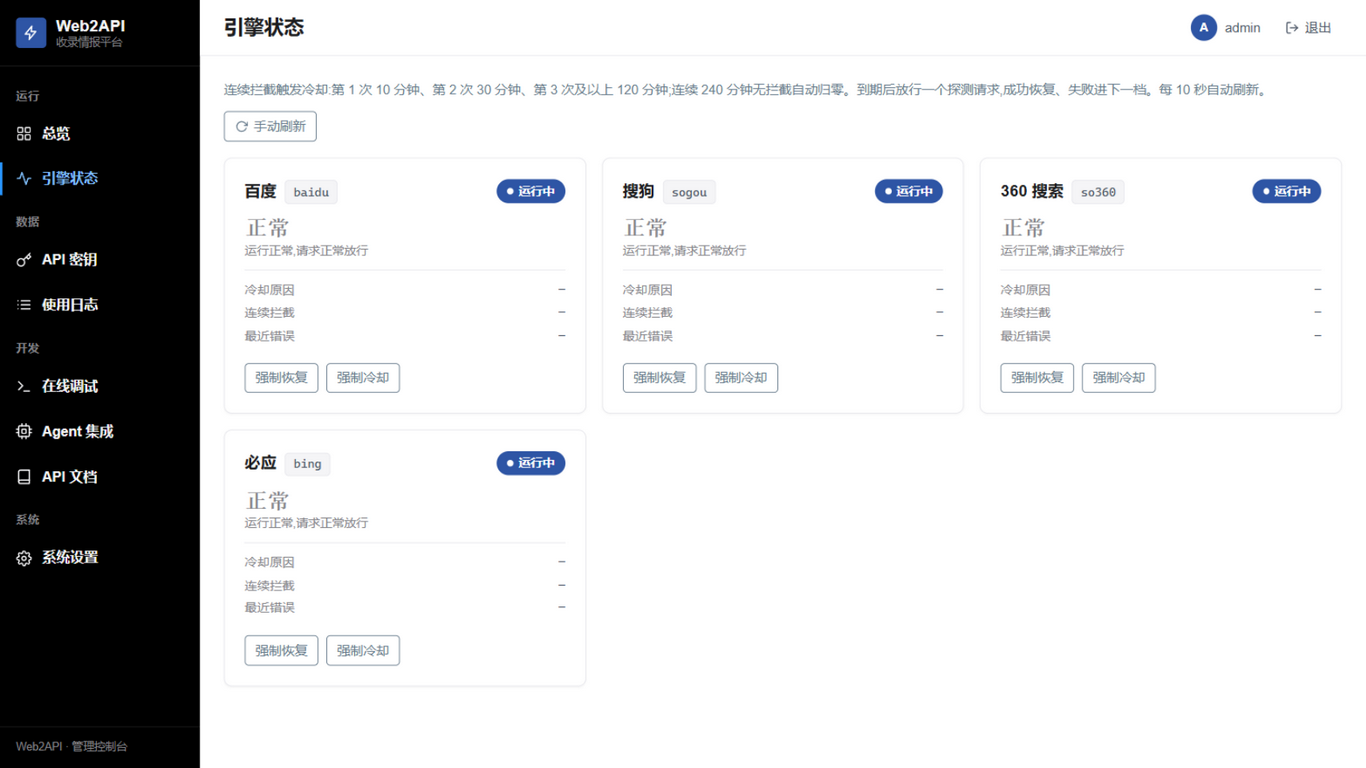 Web2API
收录情报平台
运行
总览
引擎状态
数据
API 密钥
使用日志
开发
在线调试
Agent 集成
API 文档
系统
系统设置
Web2API · 管理控制台
引擎状态
A admin 退出
连续拦截触发冷却:第 1 次 10 分钟、第 2 次 30 分钟、第 3 次及以上 120 分钟;连续 240 分钟无拦截自动归零。到期后放行一个探测请求,成功恢复、失败进下一档。每 10 秒自动刷新。
手动刷新
百度 baidu 运行中
正常
运行正常,请求正常放行
冷却原因 –
连续拦截 –
最近错误 –
强制恢复 强制冷却
搜狗 sogou 运行中
正常
运行正常,请求正常放行
冷却原因 –
连续拦截 –
最近错误 –
强制恢复 强制冷却
360 搜索 so360 运行中
正常
运行正常,请求正常放行
冷却原因 –
连续拦截 –
最近错误 –
强制恢复 强制冷却
必应 bing 运行中
正常
运行正常,请求正常放行
冷却原因 –
连续拦截 –
最近错误 –
强制恢复 强制冷却